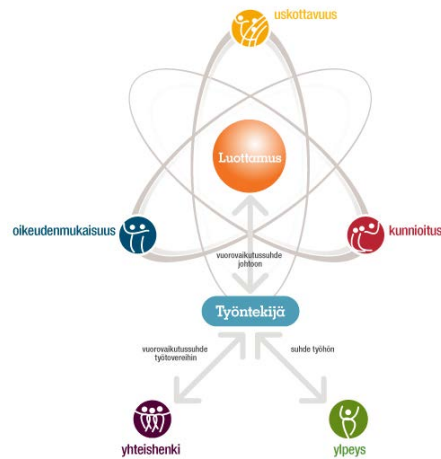 uskottavuus
Luottamus
oikeudenmukaisuus
kunnioitus
vuorovaikutussuhde
johtoon
Työntekijä
vuorovaikutussuhde
työtovereihin
suhde työhön
yhteishenki
ylpeys